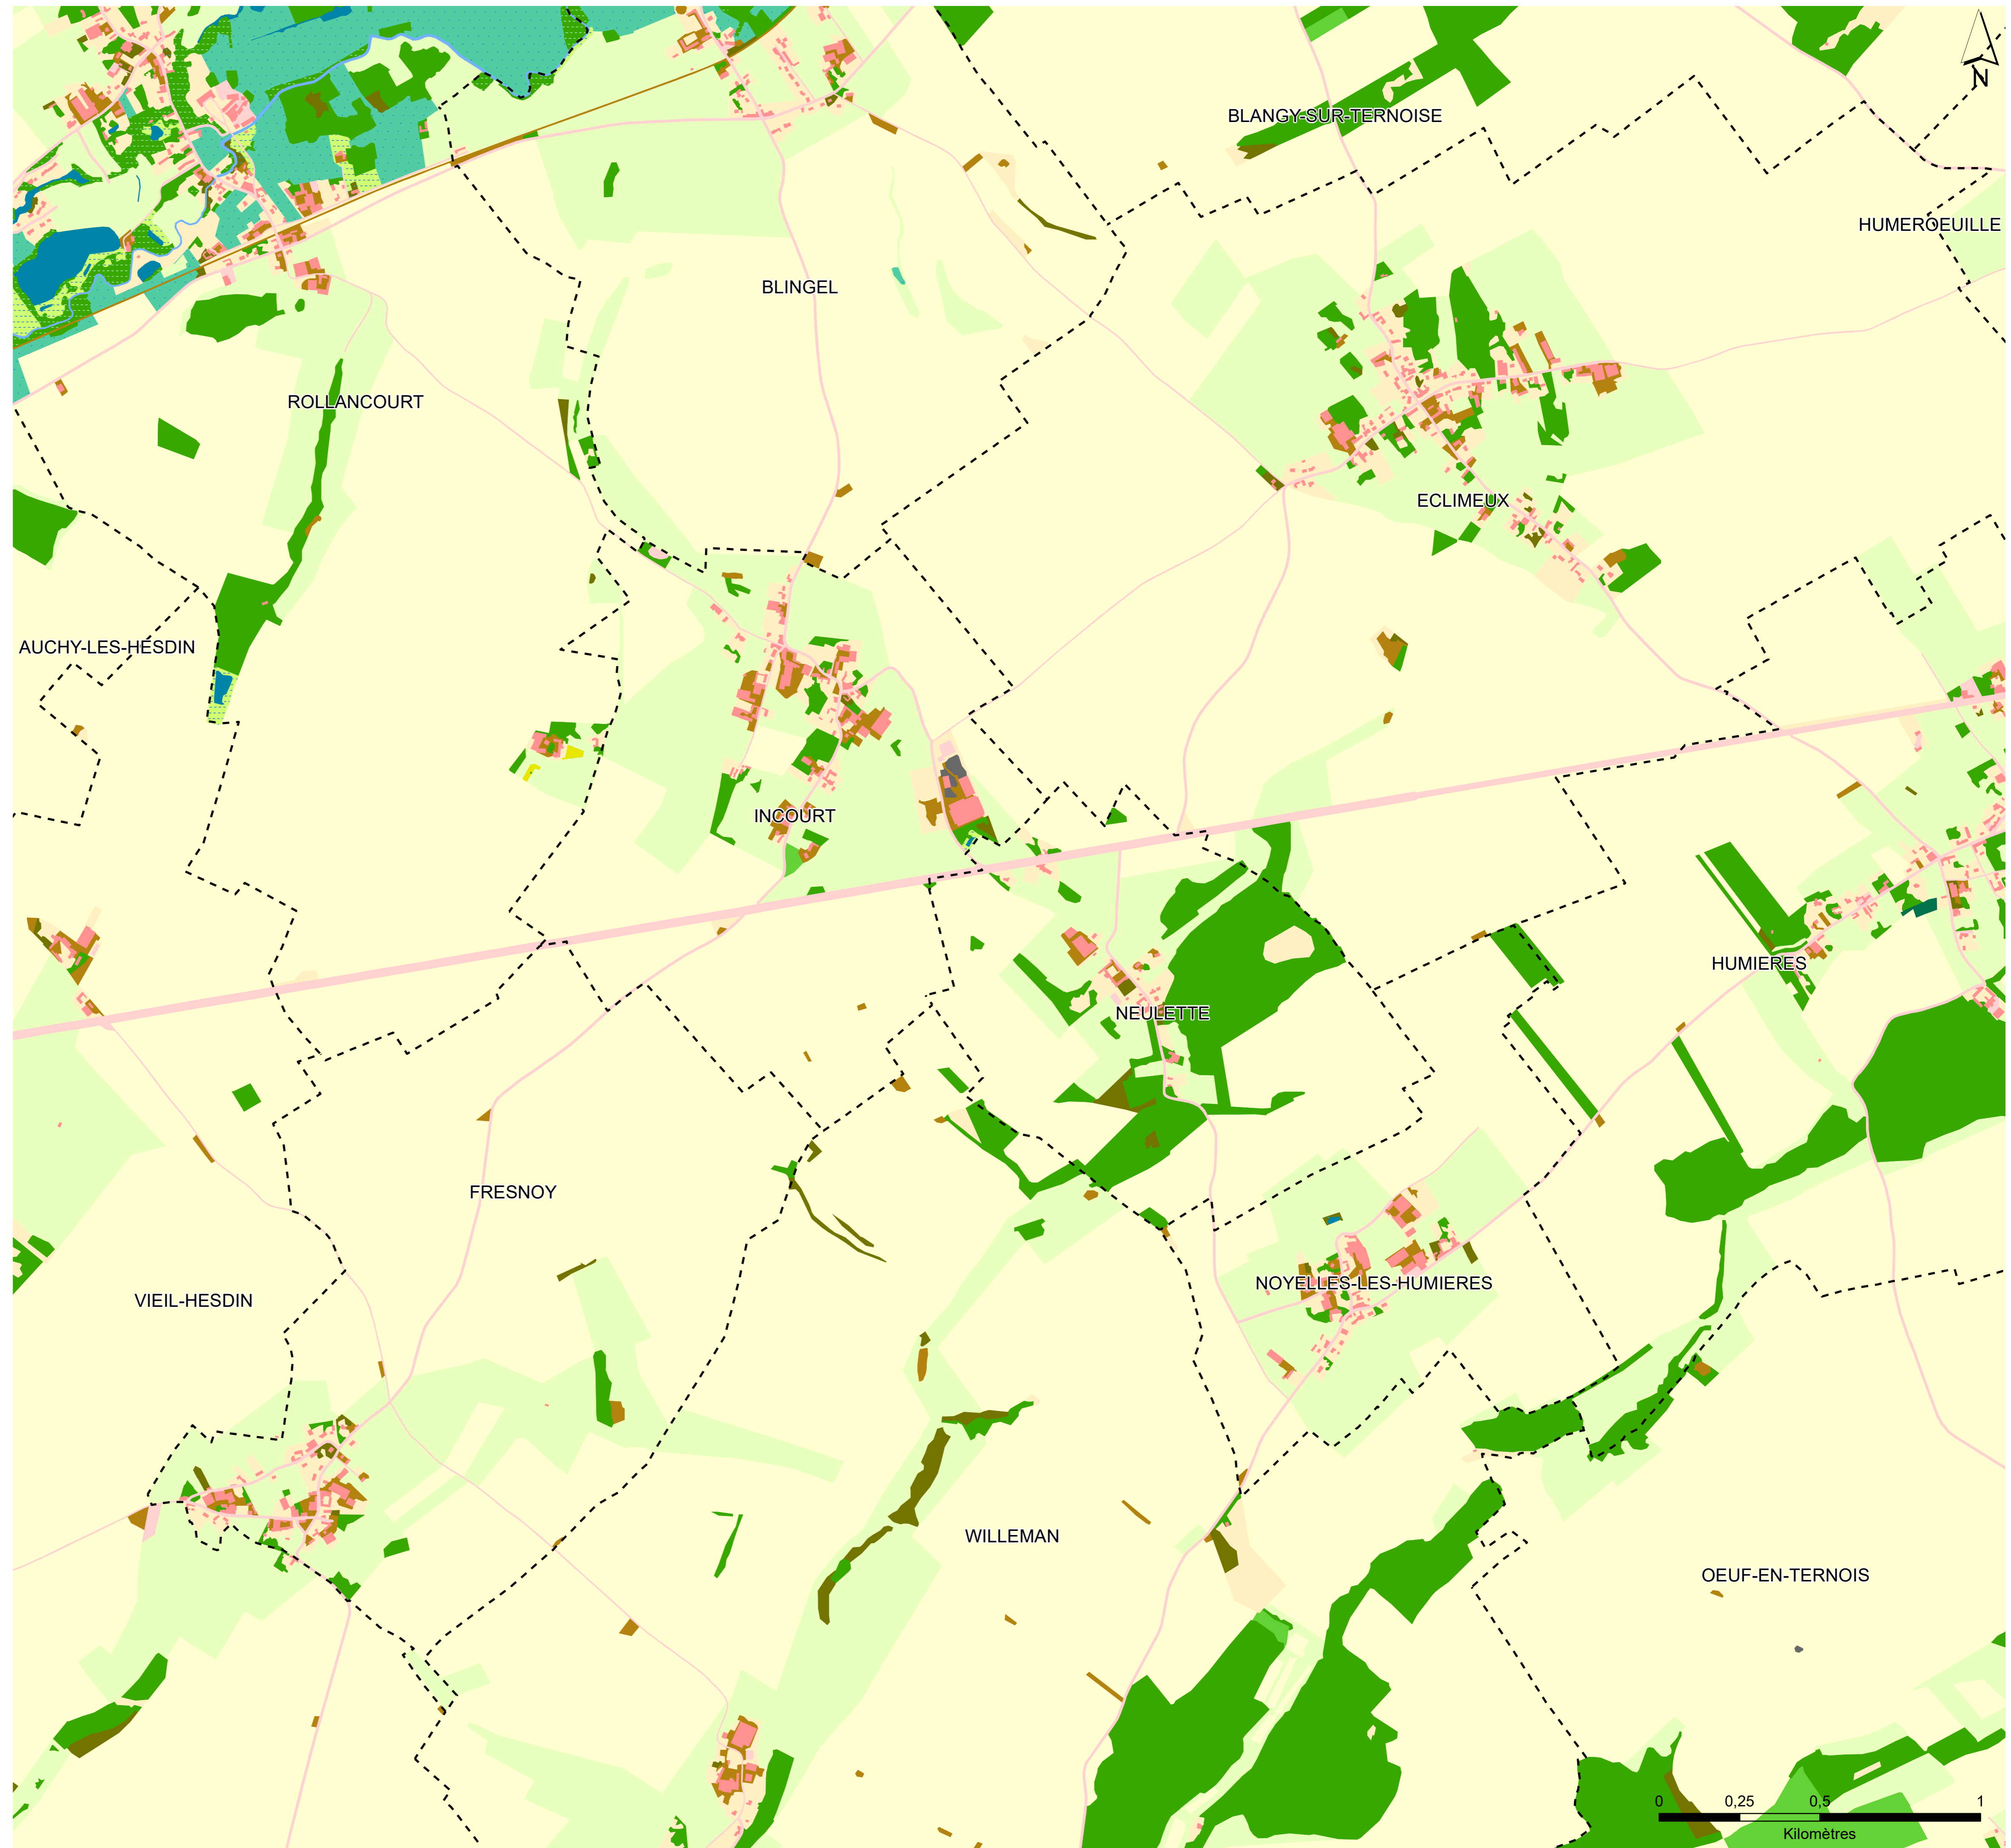 N
BLANGY-SUR-TERNOISE
HUMEROEUILLE
BLINGEL
ROLLANCOURT
ECLIMEUX
AUCHY-LES-HESDIN
INCOURT
HUMIERES
NEULETTE
FRESNOY
NOYELLES-LES-HUMIERES
VIEIL-HESDIN
WILLEMAN
OEUF-EN-TERNOIS
0 0,25 0,5 1
Kilomètres